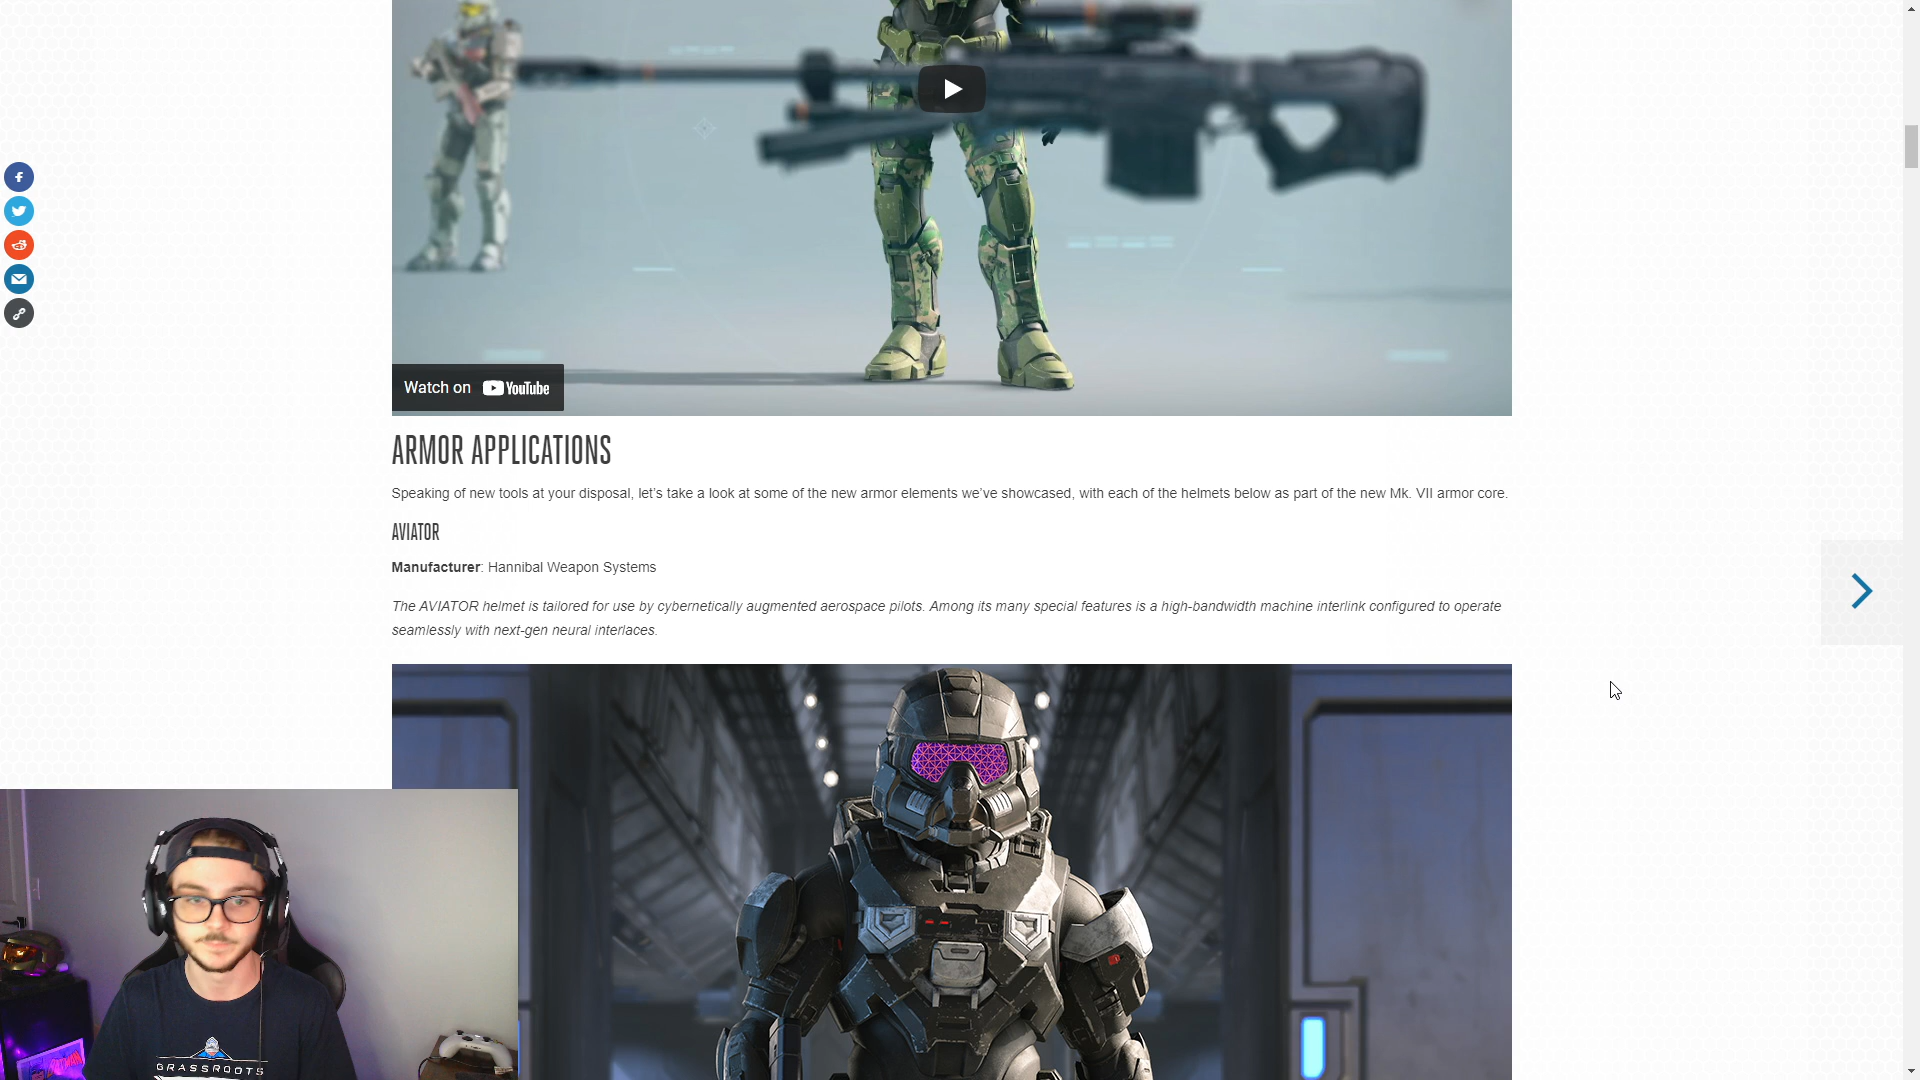 Watch on YouTube
ARMOR APPLICATIONS
Speaking of new tools at your disposal, let's take a look at some of the new armor elements we've showcased, with each of the helmets below as part of the new Mk. VII armor core.
AVIATOR
Manufacturer: Hannibal Weapon Systems
The AVIATOR helmet is tailored for use by cybernetically augmented aerospace pilots. Among its many special features is a high-bandwidth machine interlink configured to operate
seamlessly with next-gen neural interlaces.
GRASSROOTS